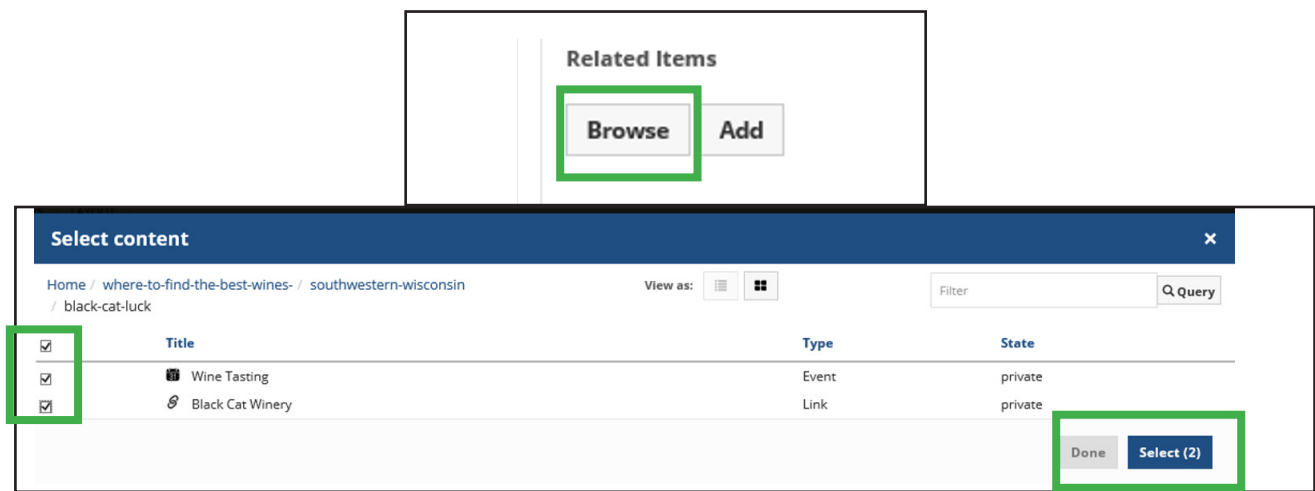 Related Items
Browse Add
Select content ×
Home / where-to-find-the-best-wines- / southwestern-wisconsin
/ black-cat-luck
View as:
Filter
Query
Title Type State
Wine Tasting Event private
Black Cat Winery Link private
Done Select (2)